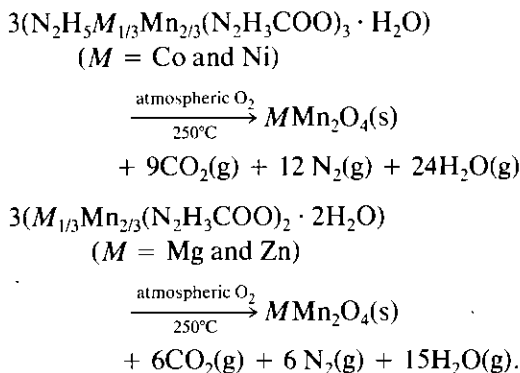 3(N₂H₅M₁/₃Mn₂/₃(N₂H₃COO)₃ · H₂O)
(M = Co and Ni)
atmospheric O₂
⟶ MMn₂O₄(s)
250°C
+ 9CO₂(g) + 12 N₂(g) + 24H₂O(g)
3(M₁/₃Mn₂/₃(N₂H₃COO)₂ · 2H₂O)
(M = Mg and Zn)
atmospheric O₂
⟶ MMn₂O₄(s)
250°C
+ 6CO₂(g) + 6 N₂(g) + 15H₂O(g).